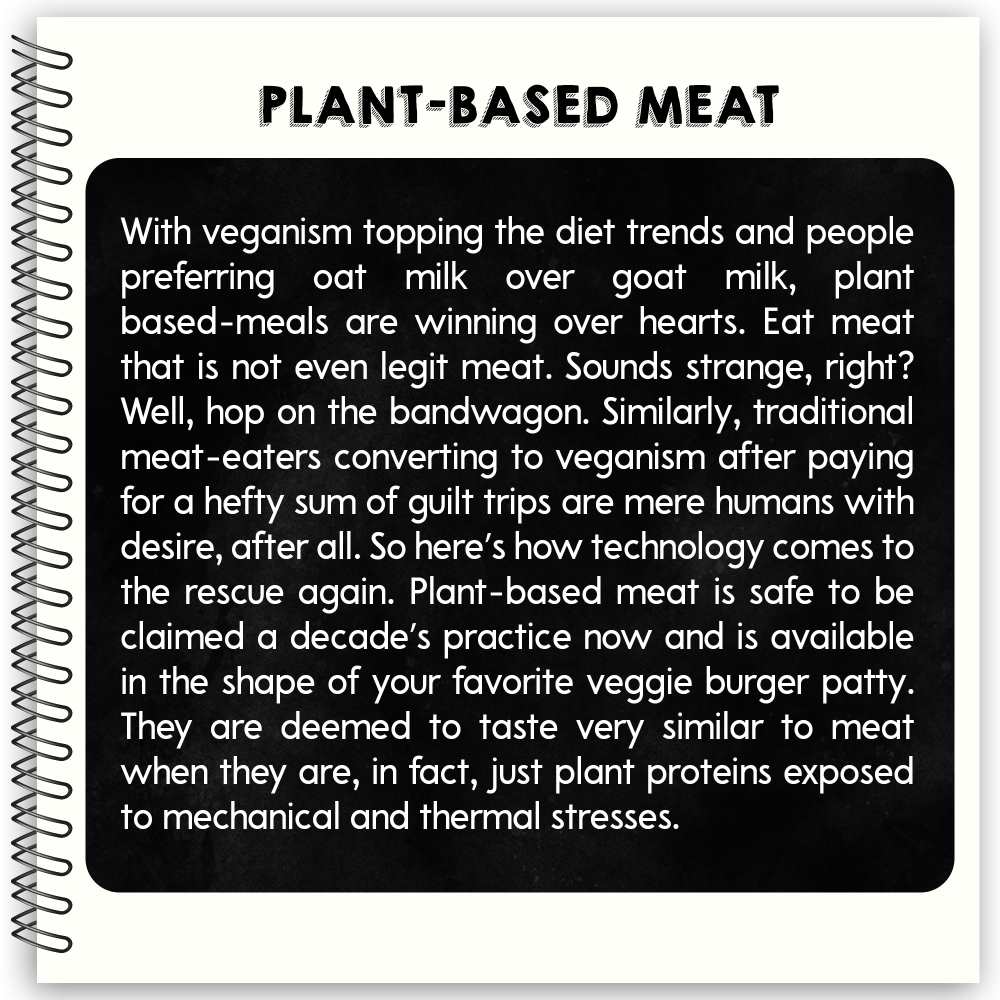 PLANT-BASED MEAT
With veganism topping the diet trends and people
preferring oat milk over goat milk, plant
based-meals are winning over hearts. Eat meat
that is not even legit meat. Sounds strange, right?
Well, hop on the bandwagon. Similarly, traditional
meat-eaters converting to veganism after paying
for a hefty sum of guilt trips are mere humans with
desire, after all. So here's how technology comes to
the rescue again. Plant-based meat is safe to be
claimed a decade's practice now and is available
in the shape of your favorite veggie burger patty.
They are deemed to taste very similar to meat
when they are, in fact, just plant proteins exposed
to mechanical and thermal stresses.